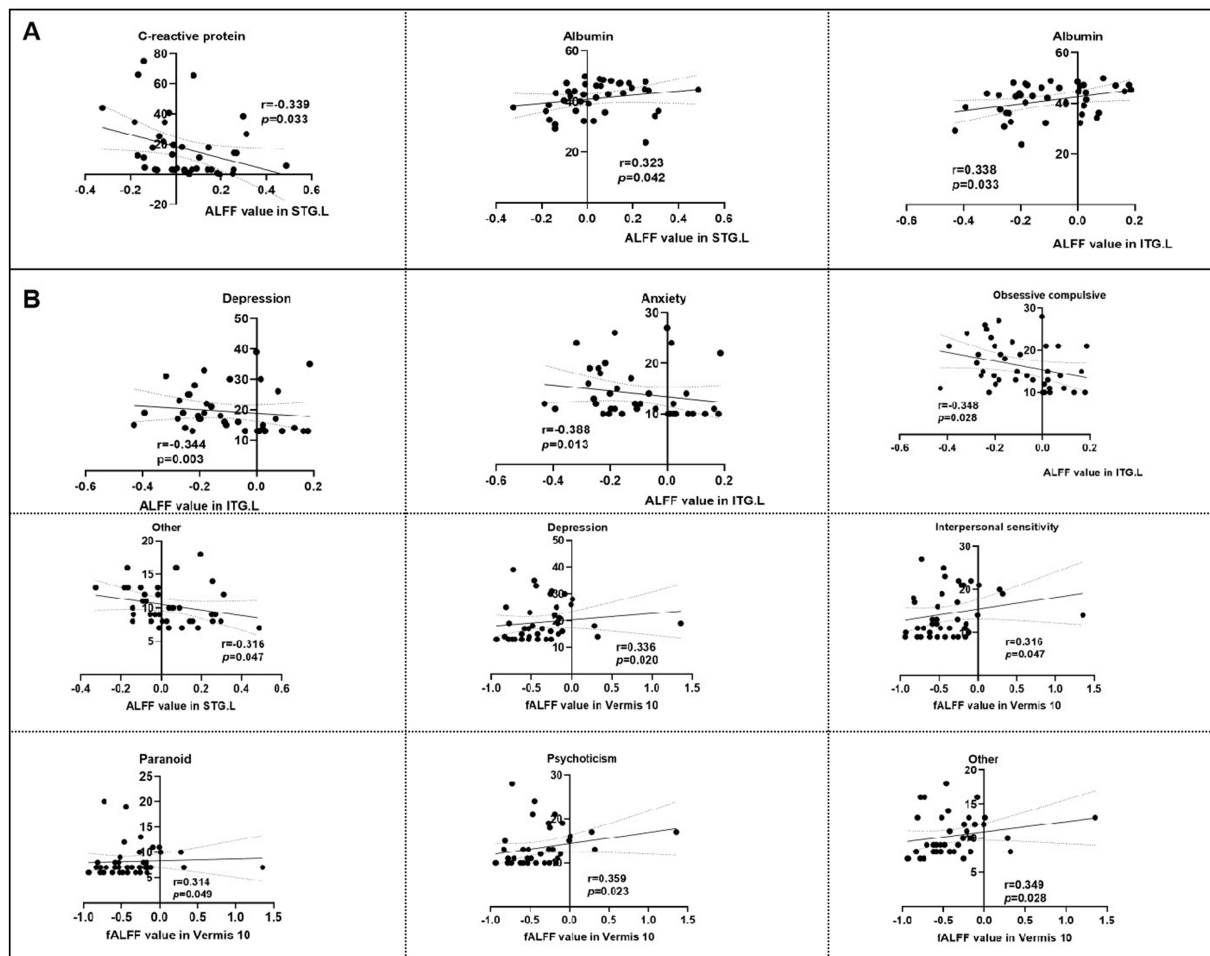 A
C-reactive protein
80
60
40
20
-20
-0.4 -0.2 0.0 0.2 0.4 0.6
r=-0.339
p=0.033
ALFF value in STG.L
Albumin
60
40
20
-0.4 -0.2 0.0 0.2 0.4 0.6
r=0.323
p=0.042
ALFF value in STG.L
Albumin
60
40
20
-0.6 -0.4 -0.2 0.0 0.2
r=0.338
p=0.033
ALFF value in ITG.L
B
Depression
50
40
30
20
10
-0.6 -0.4 -0.2 0.0 0.2
r=-0.344
p=0.003
ALFF value in ITG.L
Anxiety
30
20
10
-0.6 -0.4 -0.2 0.0 0.2
r=-0.388
p=0.013
ALFF value in ITG.L
Obsessive compulsive
30
20
10
-0.6 -0.4 -0.2 0.0 0.2
r=-0.348
p=0.028
ALFF value in ITG.L
Other
20
15
10
5
-0.4 -0.2 0.0 0.2 0.4 0.6
r=-0.316
p=0.047
ALFF value in STG.L
Depression
50
40
30
20
10
-1.0 -0.5 0.0 0.5 1.0 1.5
r=0.336
p=0.020
fALFF value in Vermis 10
Interpersonal sensitivity
30
20
10
-1.0 -0.5 0.0 0.5 1.0 1.5
r=0.316
p=0.047
fALFF value in Vermis 10
Paranoid
25
20
15
10
5
-1.0 -0.5 0.0 0.5 1.0 1.5
r=0.314
p=0.049
fALFF value in Vermis 10
Psychoticism
30
20
10
-1.0 -0.5 0.0 0.5 1.0 1.5
r=0.359
p=0.023
fALFF value in Vermis 10
Other
20
15
10
5
-1.0 -0.5 0.0 0.5 1.0 1.5
r=0.349
p=0.028
fALFF value in Vermis 10